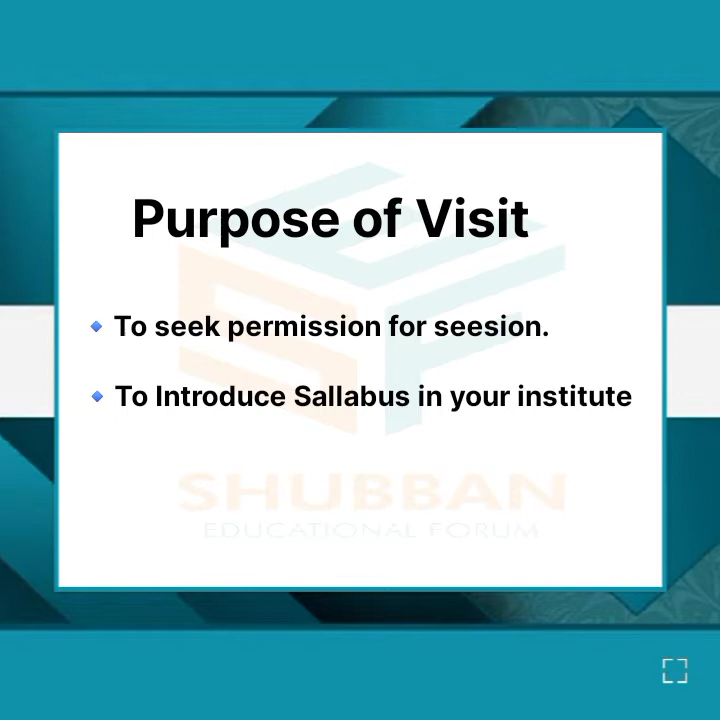 Purpose of Visit
🔹 To seek permission for seesion.
🔹 To Introduce Sallabus in your institute
SHUBBAN
EDUCATIONAL FORUM